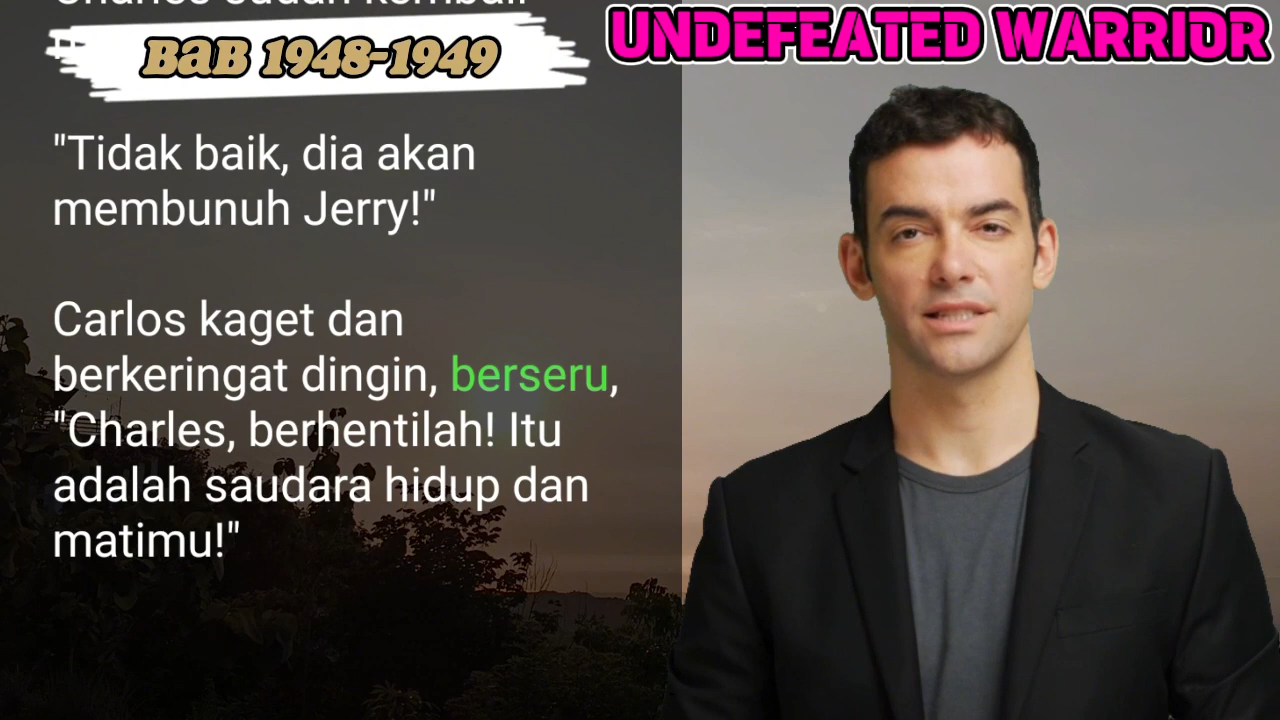 BAB 1948-1949
UNDEFEATED WARRIOR
"Tidak baik, dia akan
membunuh Jerry!"
Carlos kaget dan
berkeringat dingin, berseru,
"Charles, berhentilah! Itu
adalah saudara hidup dan
matimu!"